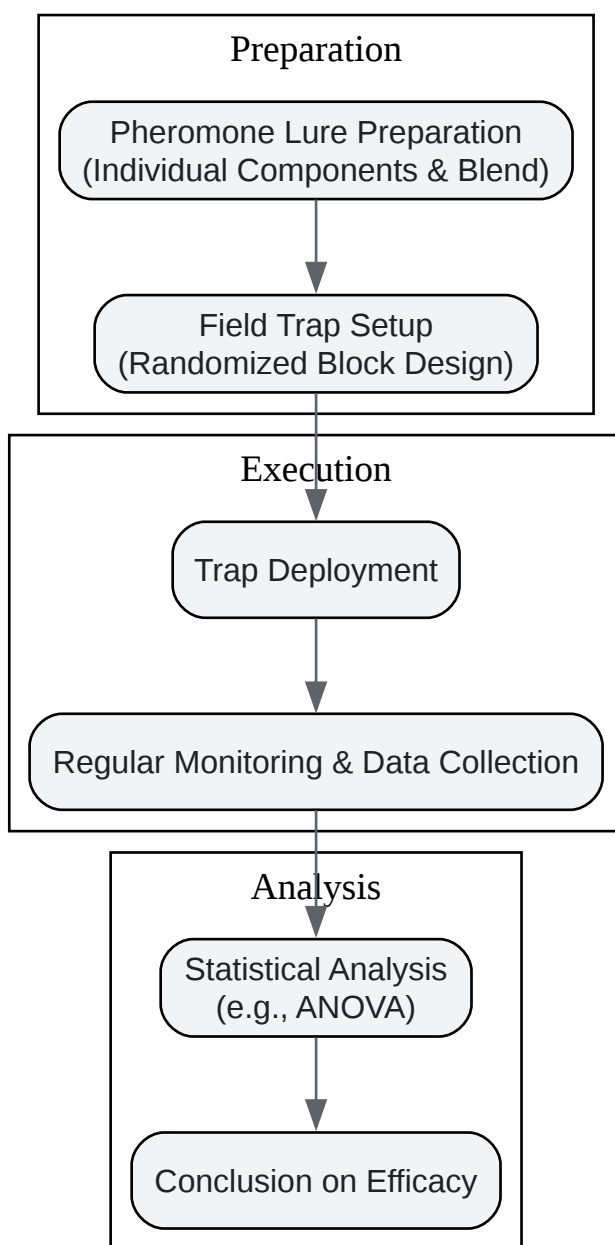 Preparation
Pheromone Lure Preparation
(Individual Components & Blend)
Field Trap Setup
(Randomized Block Design)
Execution
Trap Deployment
Regular Monitoring & Data Collection
Analysis
Statistical Analysis
(e.g., ANOVA)
Conclusion on Efficacy